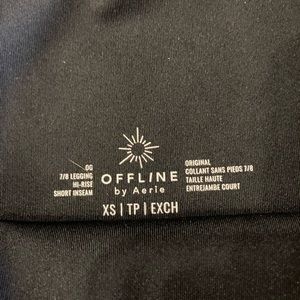 OG
7/8 LEGGING
HI-RISE
SHORT INSEAM
OFFLINE
by Aerie
ORIGINAL
COLLANT SANS PIEDS 7/8
TAILLE HAUTE
ENTREJAMBE COURT
XS | TP | EXCH